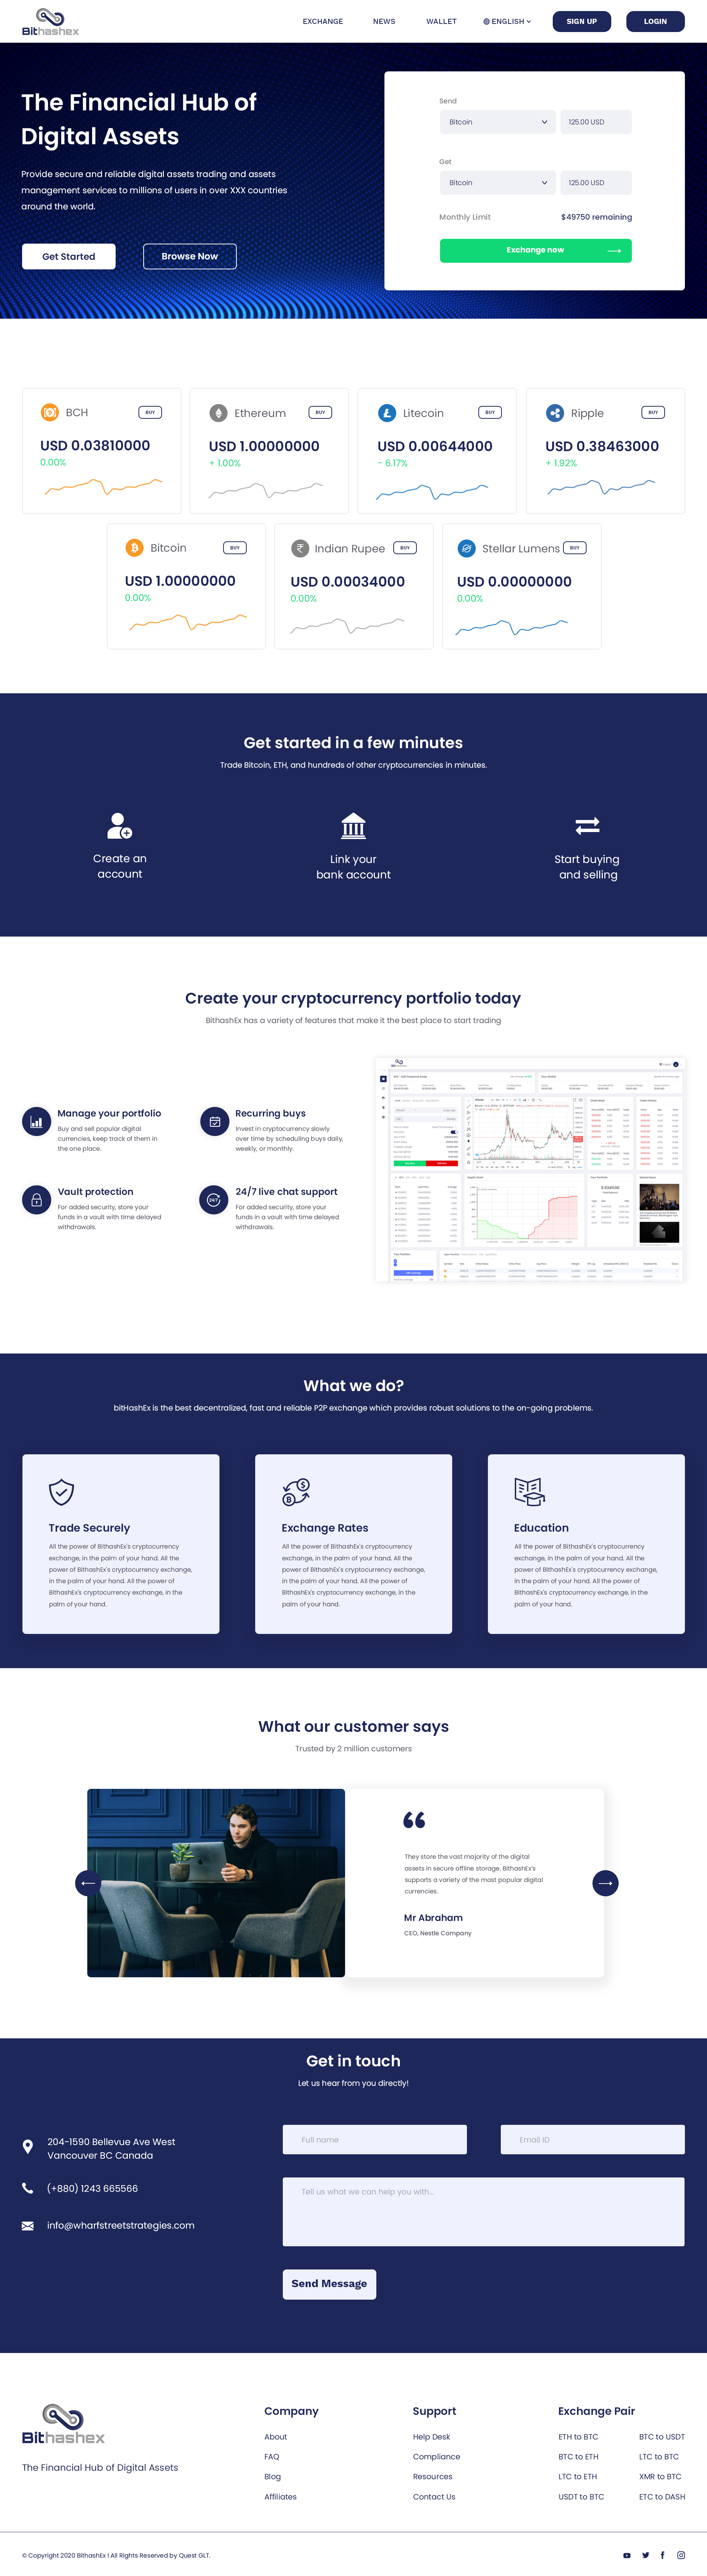 Bithashex
EXCHANGE NEWS WALLET ENGLISH SIGN UP LOGIN
The Financial Hub of
Digital Assets
Provide secure and reliable digital assets trading and assets
management services to millions of users in over XXX countries
around the world.
Get Started Browse Now
Send
Bitcoin 125.00 USD
Get
Bitcoin 125.00 USD
Monthly Limit $49750 remaining
Exchange now
BCH BUY
USD 0.03810000
0.00%
Ethereum BUY
USD 1.00000000
+ 1.00%
Litecoin BUY
USD 0.00644000
- 6.17%
Ripple BUY
USD 0.38463000
+ 1.92%
Bitcoin BUY
USD 1.00000000
0.00%
Indian Rupee BUY
USD 0.00034000
0.00%
Stellar Lumens BUY
USD 0.00000000
0.00%
Get started in a few minutes
Trade Bitcoin, ETH, and hundreds of other cryptocurrencies in minutes.
Create an
account
Link your
bank account
Start buying
and selling
Create your cryptocurrency portfolio today
BithashEx has a variety of features that make it the best place to start trading
Manage your portfolio
Buy and sell popular digital
currencies, keep track of them in
the one place.
Recurring buys
Invest in cryptocurrency slowly
over time by scheduling buys daily,
weekly, or monthly.
Vault protection
For added security, store your
funds in a vault with time delayed
withdrawals.
24/7
24/7 live chat support
For added security, store your
funds in a vault with time delayed
withdrawals.
What we do?
bitHashEx is the best decentralized, fast and reliable P2P exchange which provides robust solutions to the on-going problems.
Trade Securely
All the power of BithashEx's cryptocurrency
exchange, in the palm of your hand. All the
power of BithashEx's cryptocurrency exchange,
in the palm of your hand. All the power of
BithashEx's cryptocurrency exchange, in the
palm of your hand.
Exchange Rates
All the power of BithashEx's cryptocurrency
exchange, in the palm of your hand. All the
power of BithashEx's cryptocurrency exchange,
in the palm of your hand. All the power of
BithashEx's cryptocurrency exchange, in the
palm of your hand.
Education
All the power of BithashEx's cryptocurrency
exchange, in the palm of your hand. All the
power of BithashEx's cryptocurrency exchange,
in the palm of your hand. All the power of
BithashEx's cryptocurrency exchange, in the
palm of your hand.
What our customer says
Trusted by 2 million customers
“
They store the vast majority of the digital
assets in secure offline storage. BithashEx's
supports a variety of the most popular digital
currencies.
Mr Abraham
CEO, Nestle Company
Get in touch
Let us hear from you directly!
204-1590 Bellevue Ave West
Vancouver BC Canada
(+880) 1243 665566
info@wharfstreetstrategies.com
Full name Email ID
Tell us what we can help you with...
Send Message
Bithashex
The Financial Hub of Digital Assets
Company
About
FAQ
Blog
Affiliates
Support
Help Desk
Compliance
Resources
Contact Us
Exchange Pair
ETH to BTC BTC to USDT
BTC to ETH LTC to BTC
LTC to ETH XMR to BTC
USDT to BTC ETC to DASH
© Copyright 2020 BithashEx I All Rights Reserved by Quest GLT.